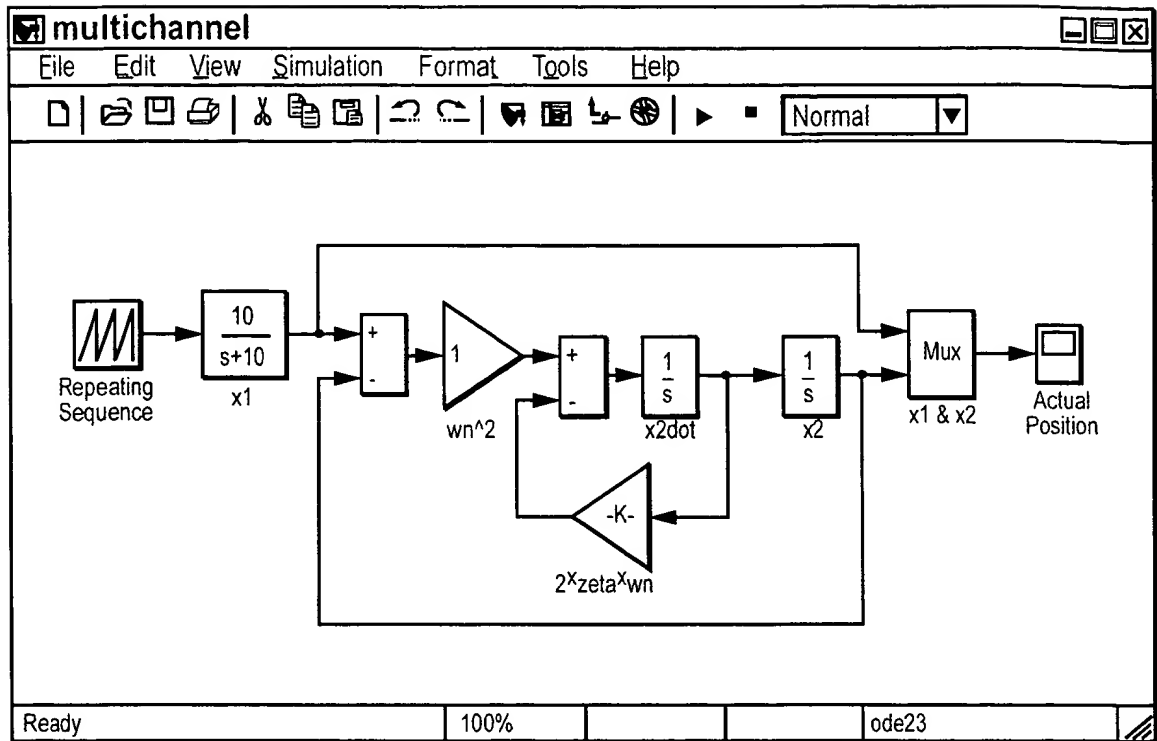 multichannel
File Edit View Simulation Format Tools Help
Normal
Repeating
Sequence
10
s+10
x1
+
-
1
wn^2
+
-
1
s
x2dot
1
s
x2
-K-
2xzetaxwn
Mux
x1 & x2
Actual
Position
Ready 100% ode23